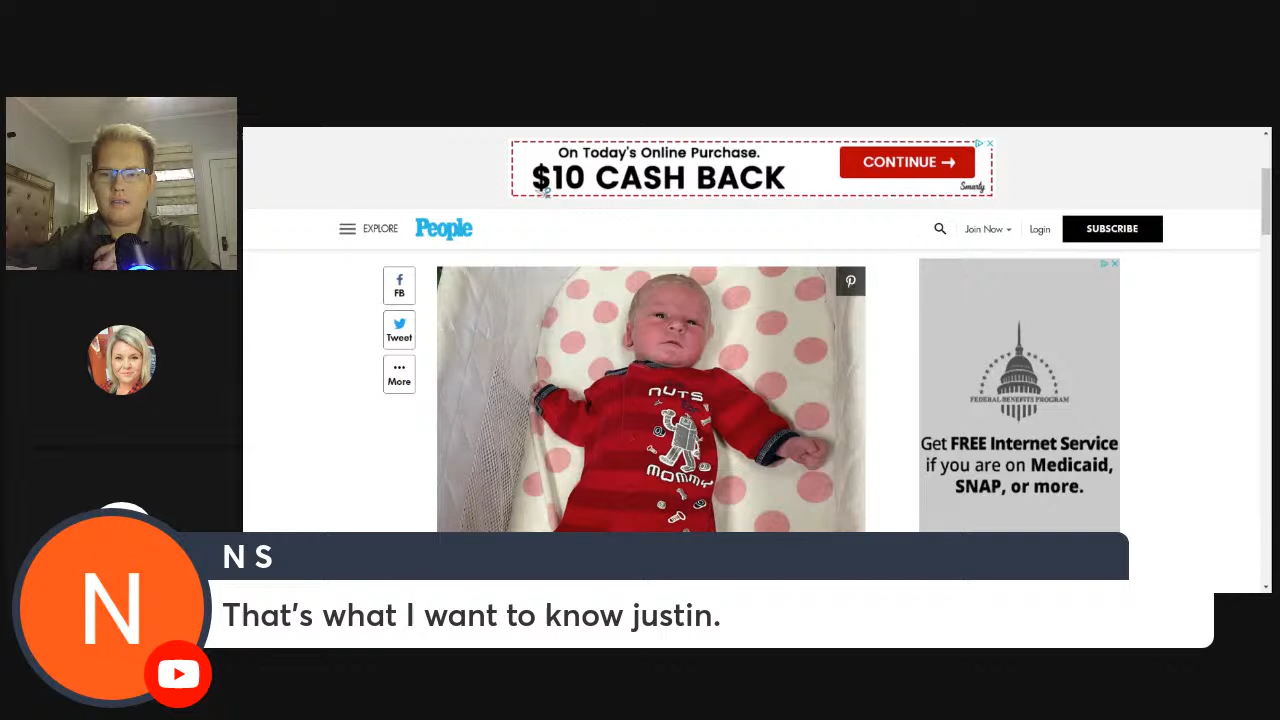 On Today's Online Purchase.
$10 CASH BACK
CONTINUE →
Smarty
EXPLORE
People
Join Now
Login
SUBSCRIBE
FB
Tweet
More
NUTS
MOMMY
FEDERAL BENEFITS PROGRAM
Get FREE Internet Service
if you are on Medicaid,
SNAP, or more.
N
N S
That's what I want to know justin.